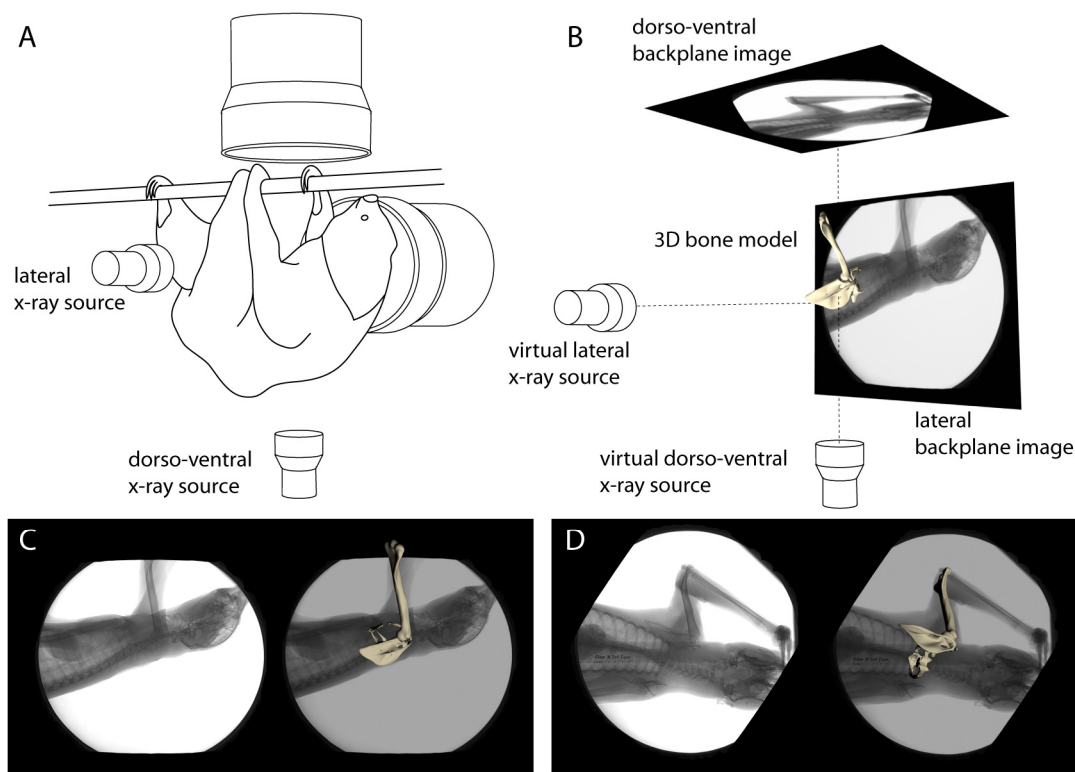 A
lateral
x-ray source
dorso-ventral
x-ray source
B
dorso-ventral
backplane image
3D bone model
virtual lateral
x-ray source
lateral
backplane image
virtual dorso-ventral
x-ray source
C
D